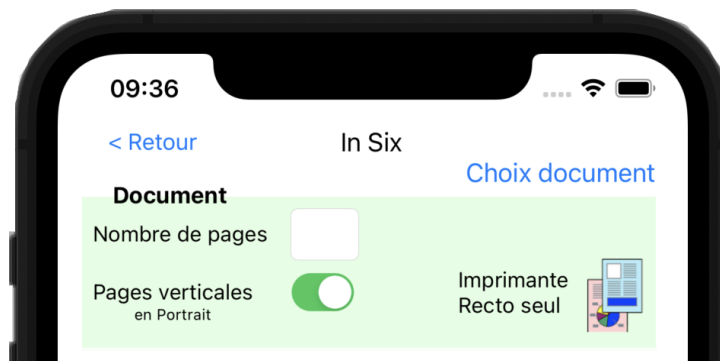 09:36
< Retour
In Six
Choix document
Document
Nombre de pages
Pages verticales
en Portrait
Imprimante
Recto seul